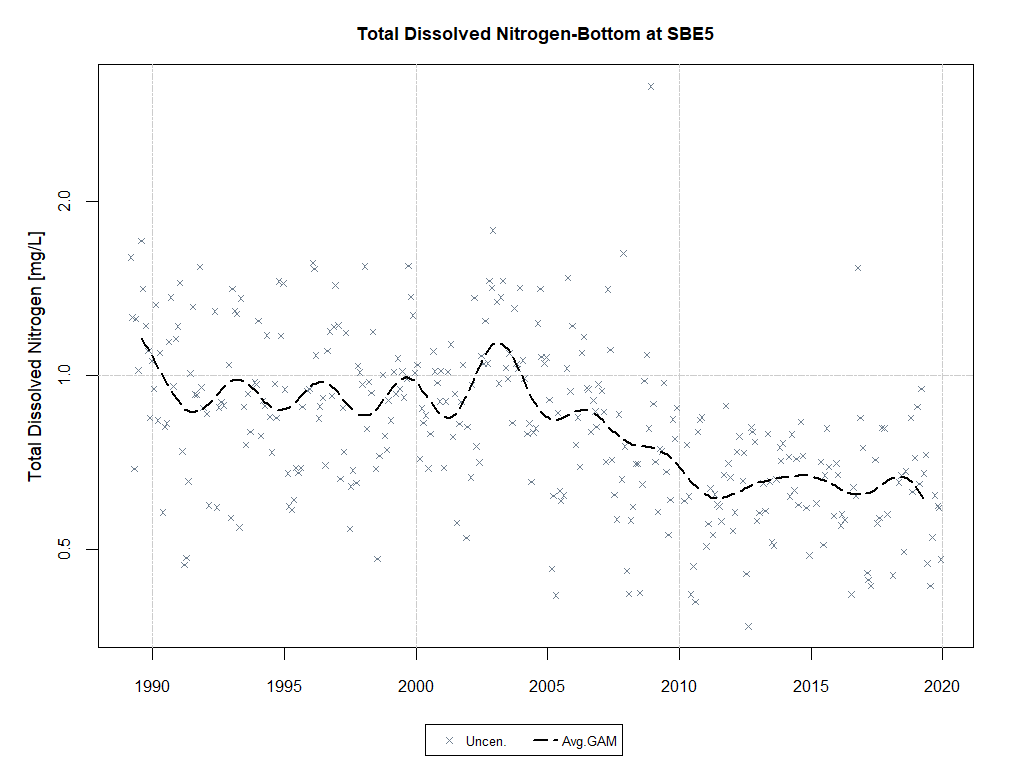 Total Dissolved Nitrogen-Bottom at SBE5
Total Dissolved Nitrogen [mg/L]
2.0
1.0
0.5
1990 1995 2000 2005 2010 2015 2020
Uncen. Avg.GAM